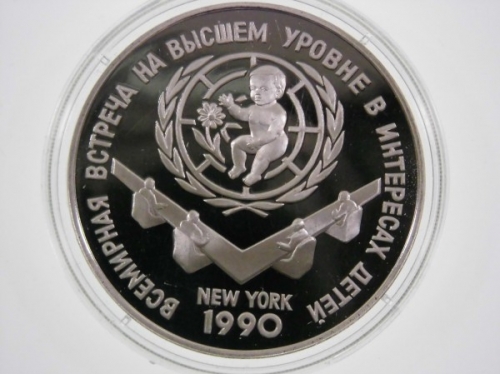 ВСЕМИРНАЯ ВСТРЕЧА НА ВЫСШЕМ УРОВНЕ В ИНТЕРЕСАХ ДЕТЕЙ
NEW YORK
1990